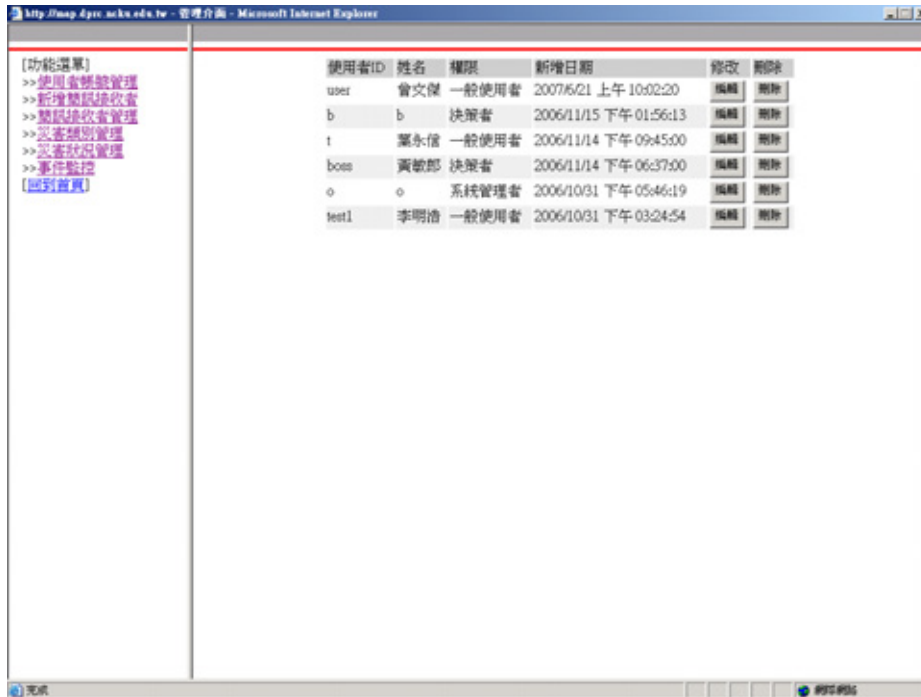 http://map.dprc.ncku.edu.tw - 管理介面 - Microsoft Internet Explorer
[功能選單]
>>使用者帳號管理
>>新增簡訊接收者
>>簡訊接收者管理
>>災害類別管理
>>災害狀況管理
>>事件監控
[回到首頁]
使用者ID 姓名 權限 新增日期 修改 刪除
user 曾文傑 一般使用者 2007/6/21 上午 10:02:20 編輯 刪除
b b 決策者 2006/11/15 下午 01:56:13 編輯 刪除
t 葉永信 一般使用者 2006/11/14 下午 09:45:00 編輯 刪除
boss 黃敏郎 決策者 2006/11/14 下午 06:37:00 編輯 刪除
o o 系統管理者 2006/10/31 下午 05:46:19 編輯 刪除
test1 李明浩 一般使用者 2006/10/31 下午 03:24:54 編輯 刪除
完成 網際網路